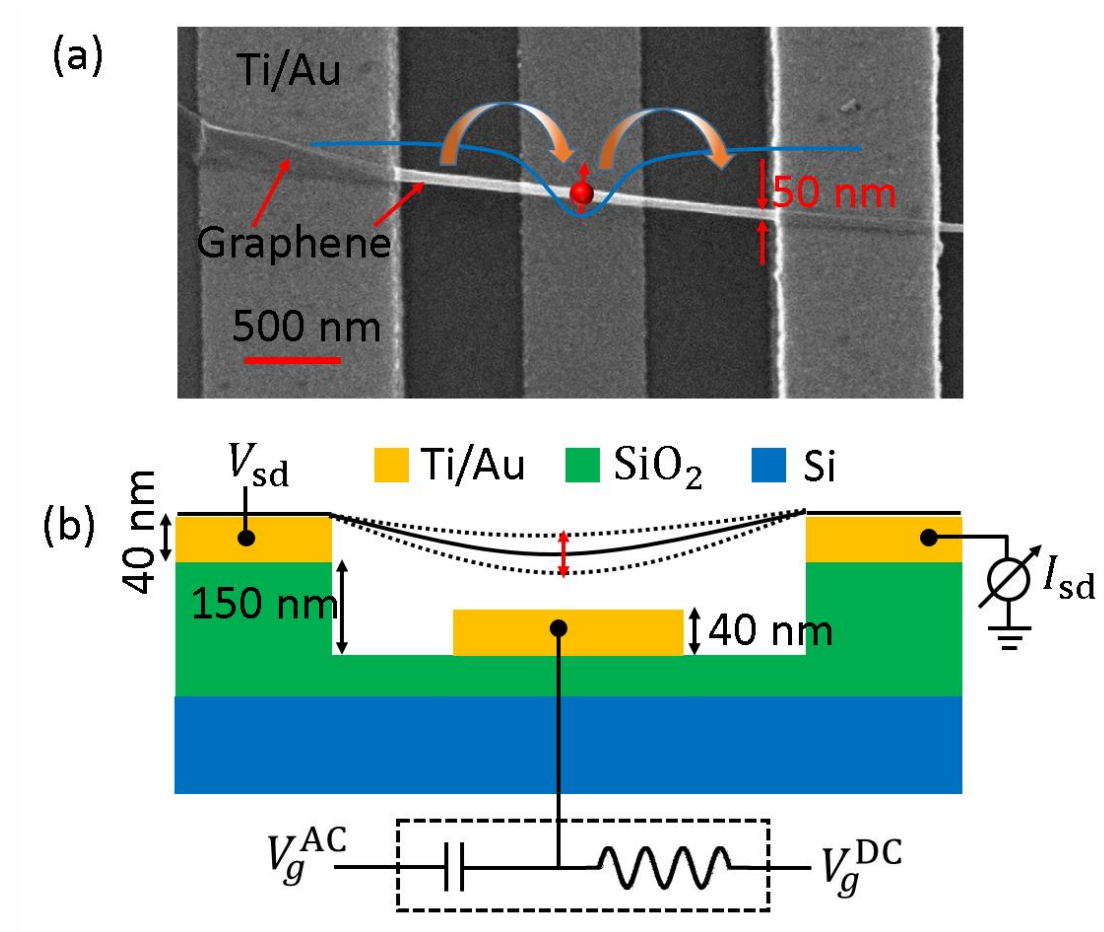 (a)
Ti/Au
50 nm
Graphene
500 nm
V_sd
Ti/Au
SiO₂
Si
(b)
40 nm
150 nm
40 nm
I_sd
V_g^AC
V_g^DC